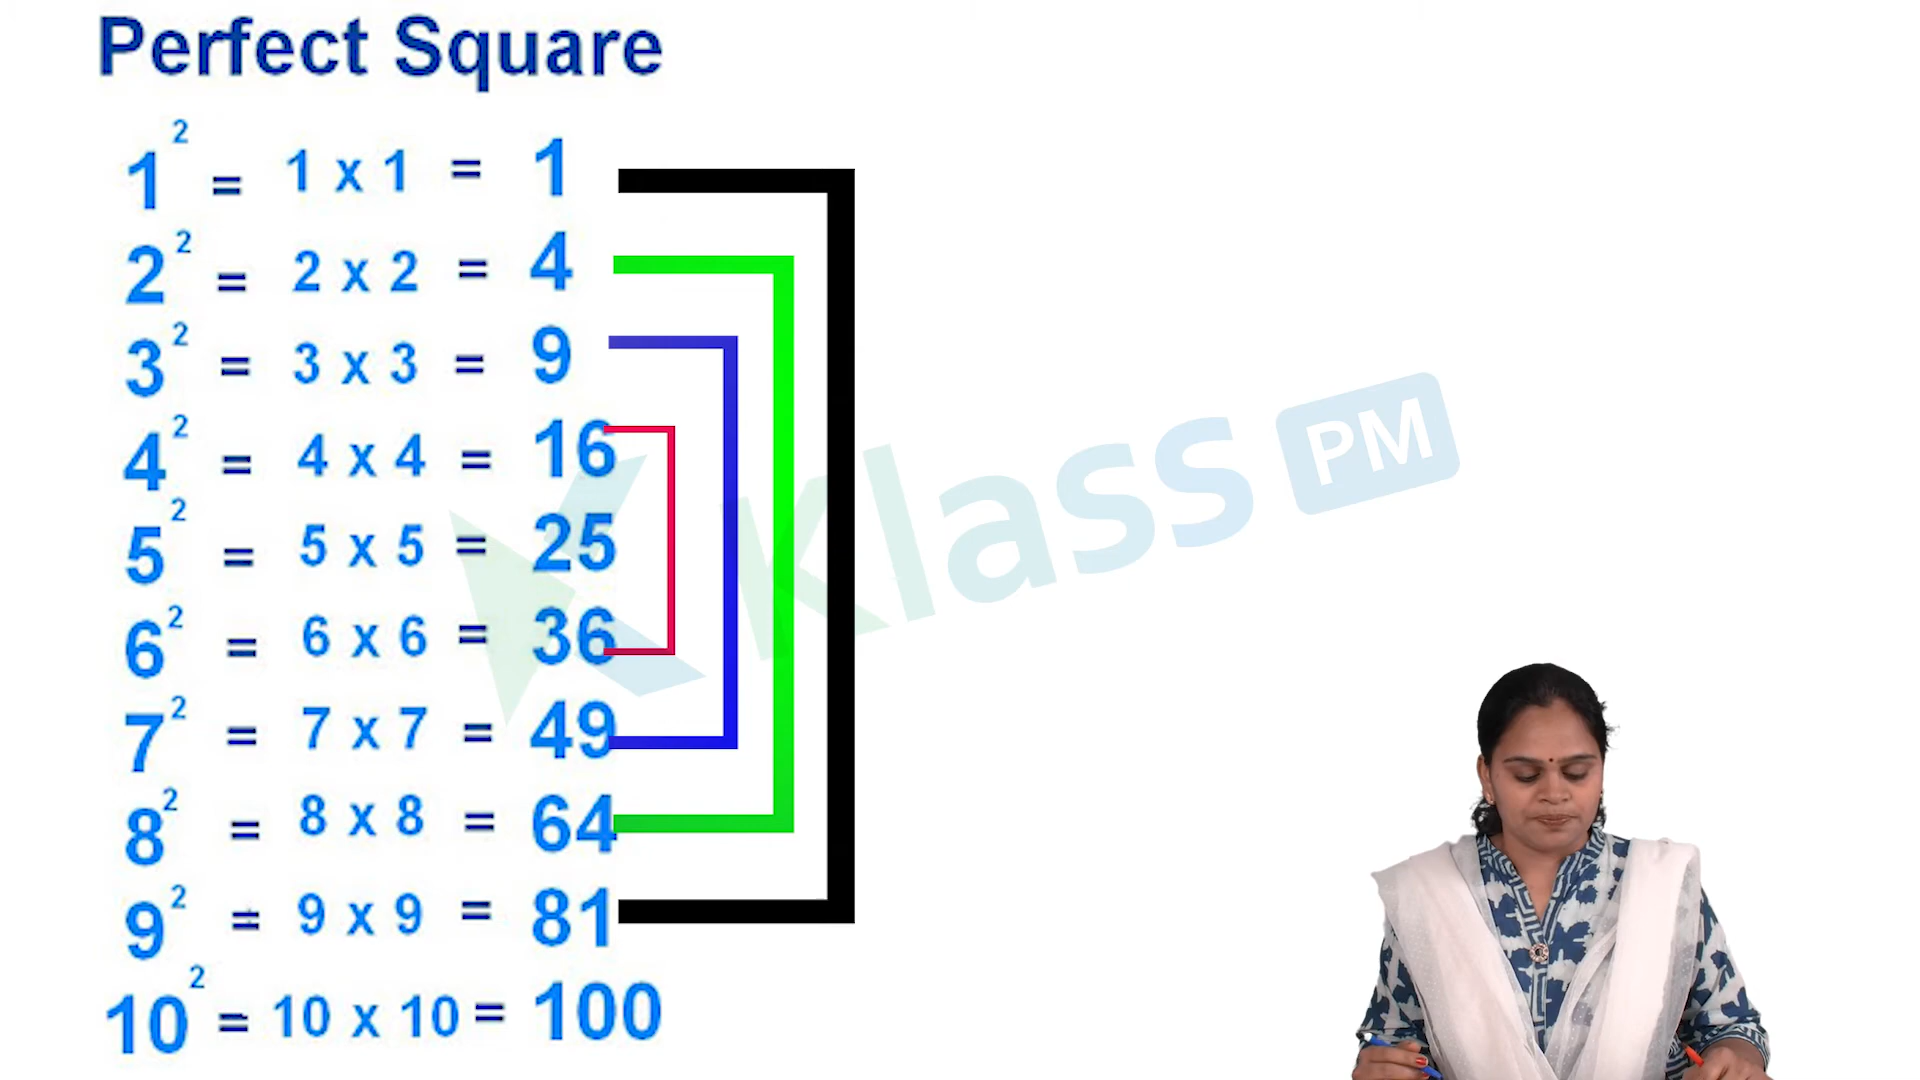 Perfect Square
1² = 1 x 1 = 1
2² = 2 x 2 = 4
3² = 3 x 3 = 9
4² = 4 x 4 = 16
5² = 5 x 5 = 25
6² = 6 x 6 = 36
7² = 7 x 7 = 49
8² = 8 x 8 = 64
9² = 9 x 9 = 81
10² = 10 x 10 = 100
klass PM